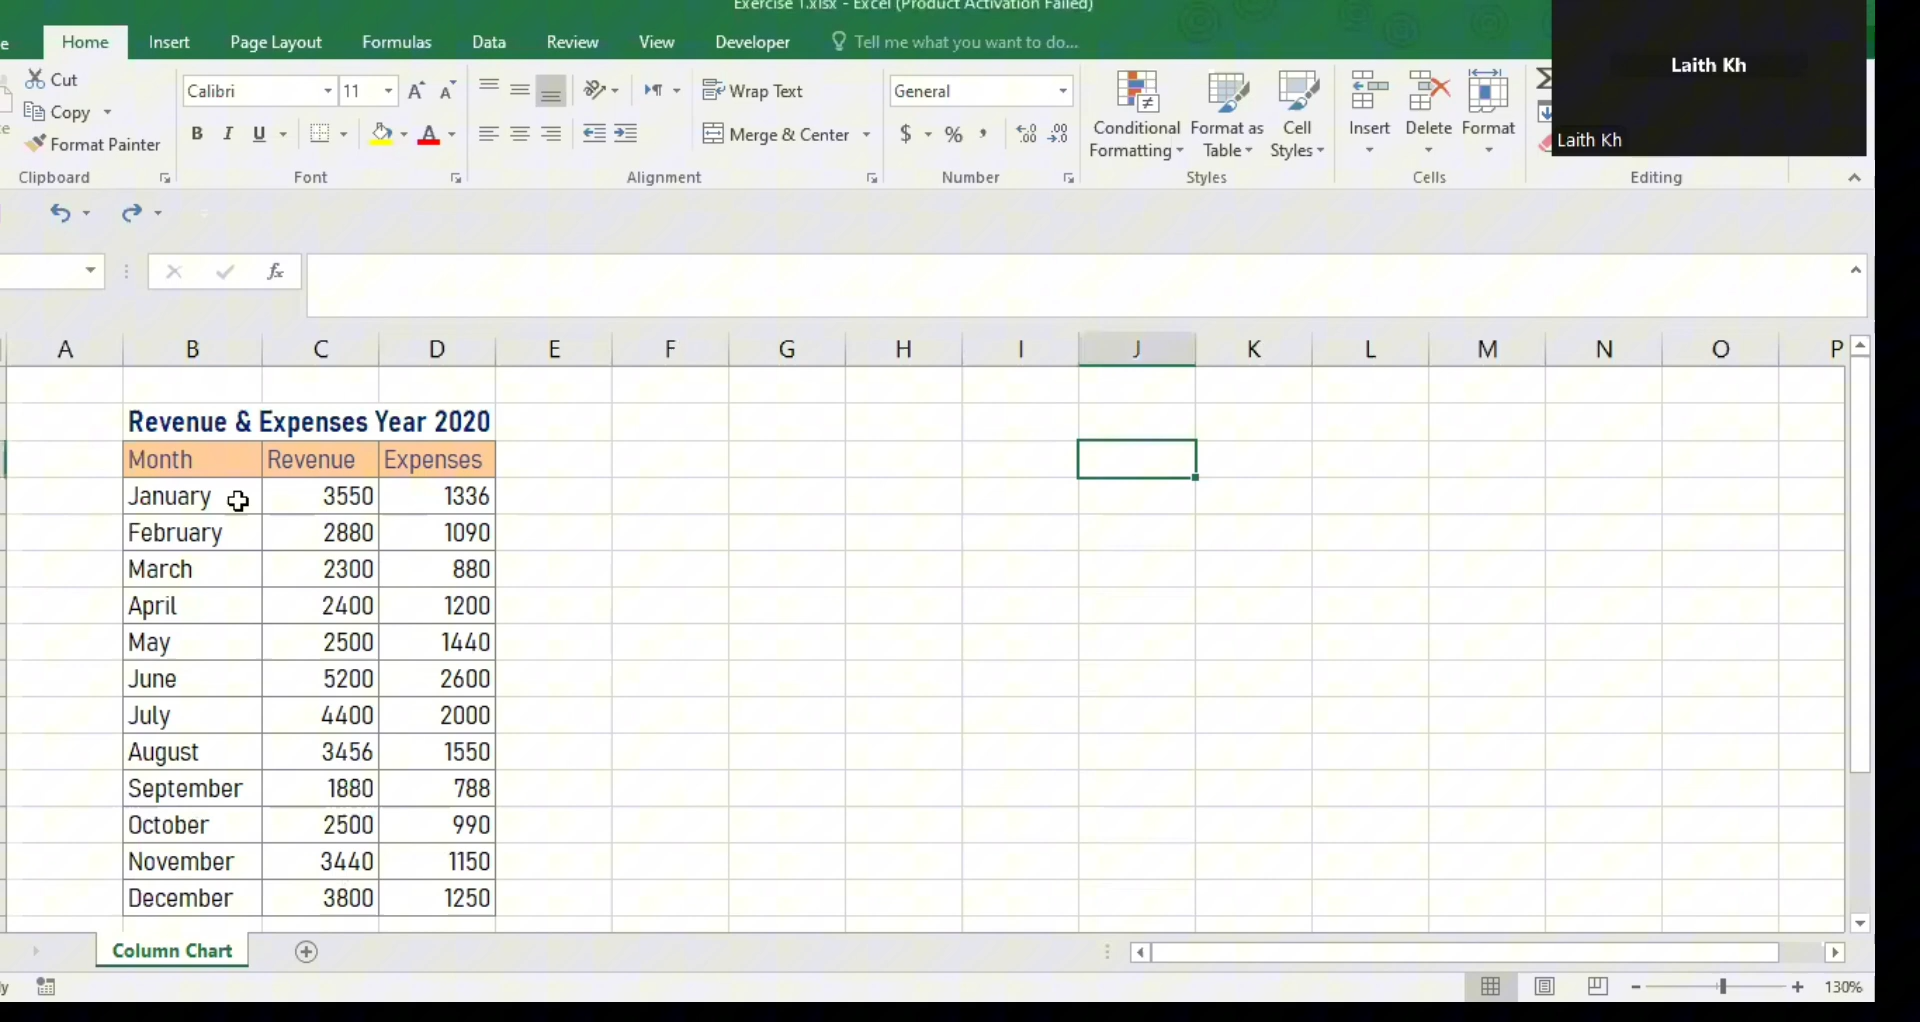 Exercise 1.xlsx - Excel (Product Activation Failed)
Home Insert Page Layout Formulas Data Review View Developer Tell me what you want to do...
Laith Kh
Laith Kh
Cut
Copy
Format Painter
Clipboard
Calibri 11
B I U A
Font
Wrap Text
Merge & Center
Alignment
General
$ % ,
Number
Conditional Formatting
Format as Table
Cell Styles
Styles
Insert Delete Format
Cells
Editing
fx
A B C D E F G H I J K L M N O P
Revenue & Expenses Year 2020
Month Revenue Expenses
January 3550 1336
February 2880 1090
March 2300 880
April 2400 1200
May 2500 1440
June 5200 2600
July 4400 2000
August 3456 1550
September 1880 788
October 2500 990
November 3440 1150
December 3800 1250
Column Chart
130%